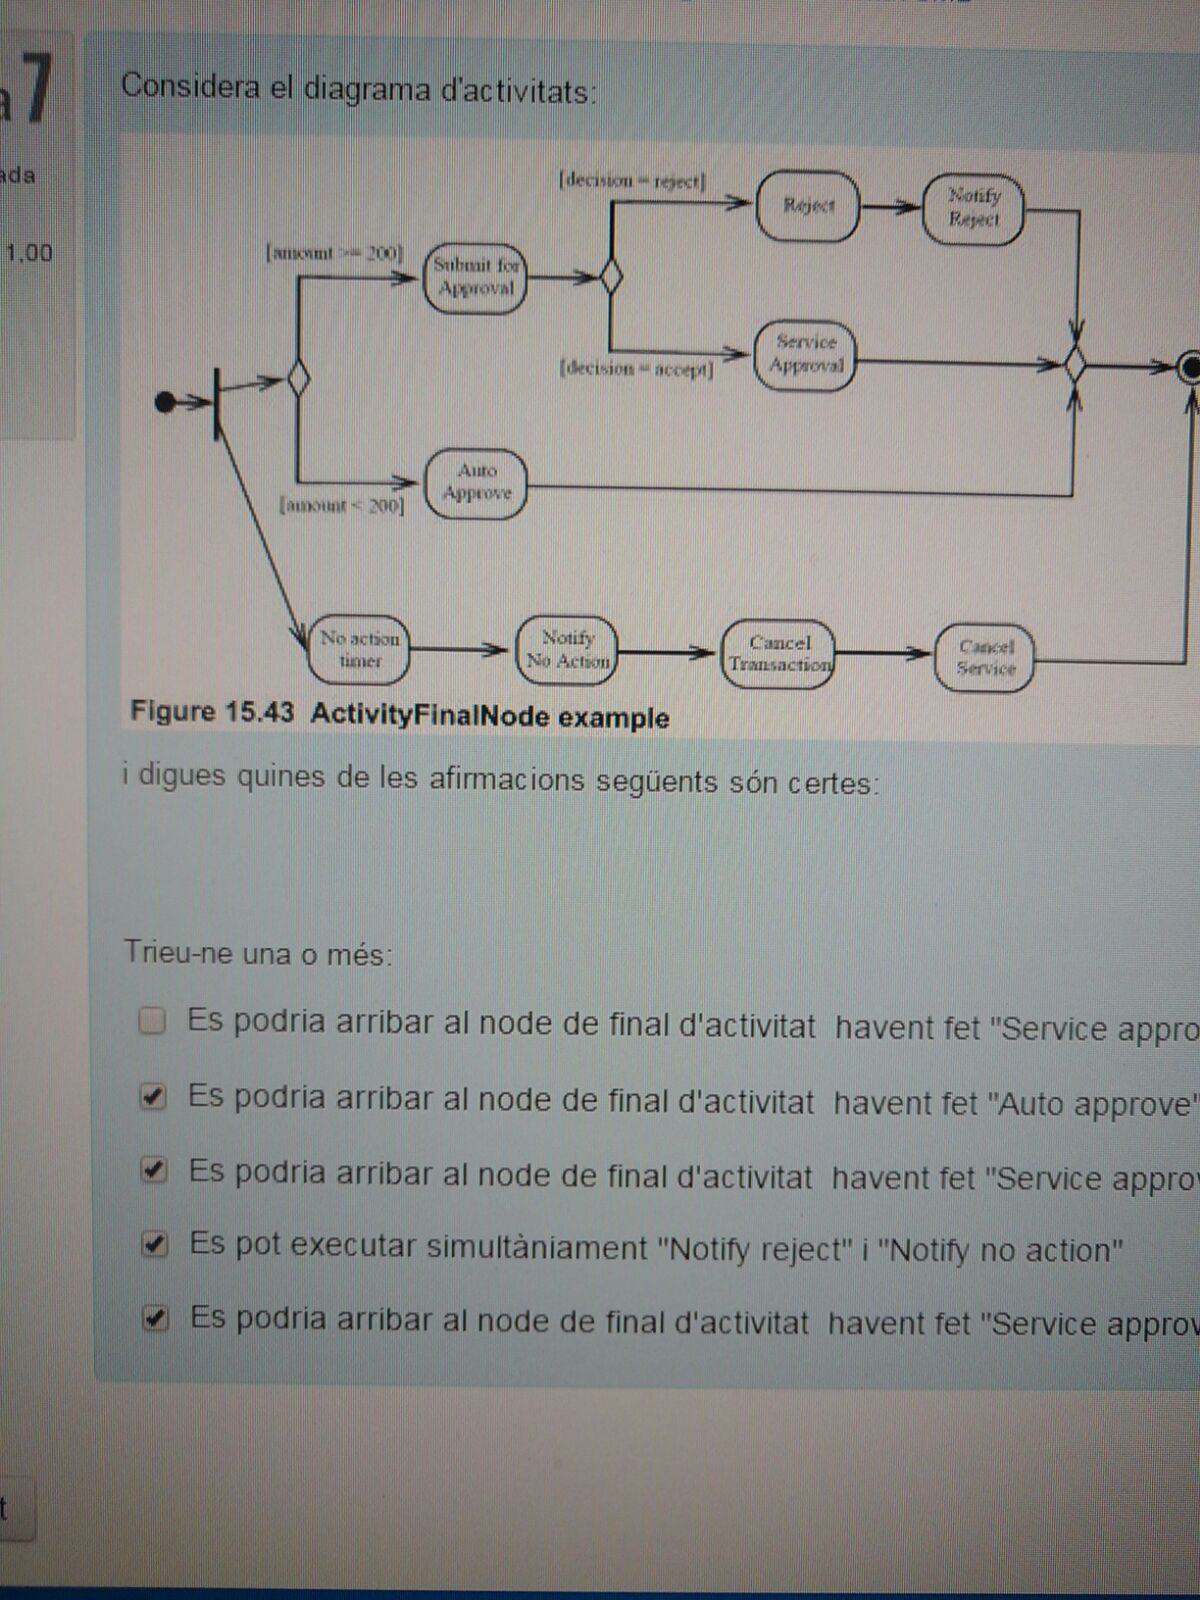 a 7
ada
1,00
Considera el diagrama d'activitats:
[decision = reject]
Reject
Notify
Reject
[amount >= 200]
Submit for
Approval
Service
Approval
[decision = accept]
Auto
Approve
[amount < 200]
No action
timer
Notify
No Action
Cancel
Transaction
Cancel
Service
Figure 15.43 ActivityFinalNode example
i digues quines de les afirmacions següents són certes:
Trieu-ne una o més:
Es podria arribar al node de final d'activitat havent fet "Service appro
Es podria arribar al node de final d'activitat havent fet "Auto approve"
Es podria arribar al node de final d'activitat havent fet "Service approv
Es pot executar simultàniament "Notify reject" i "Notify no action"
Es podria arribar al node de final d'activitat havent fet "Service approv
t